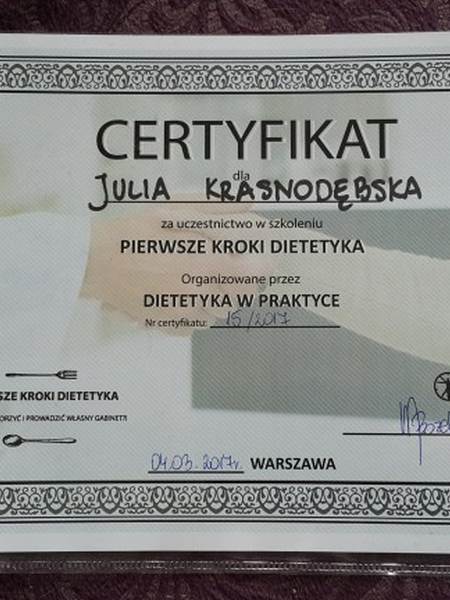 CERTYFIKAT
dla
JULIA KRASNODĘBSKA
za uczestnictwo w szkoleniu
PIERWSZE KROKI DIETETYKA
Organizowane przez
DIETETYKA W PRAKTYCE
Nr certyfikatu: 15/2017
SZE KROKI DIETETYKA
ORZYĆ I PROWADZIĆ WŁASNY GABINET?
04.03.2017r. WARSZAWA